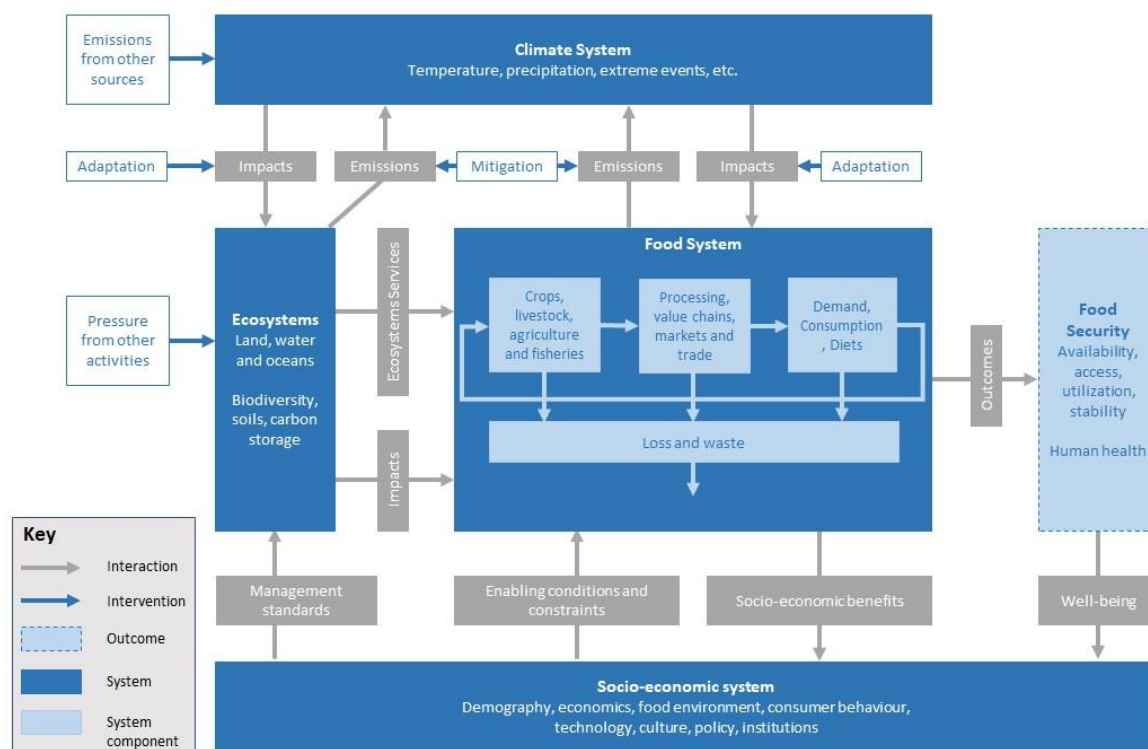 Emissions
from other
sources
Climate System
Temperature, precipitation, extreme events, etc.
Adaptation
Impacts
Emissions
Mitigation
Emissions
Impacts
Adaptation
Pressure
from other
activities
Ecosystems
Land, water
and oceans
Biodiversity,
soils, carbon
storage
Ecosystems Services
Impacts
Food System
Crops,
livestock,
agriculture
and fisheries
Processing,
value chains,
markets and
trade
Demand,
Consumption
, Diets
Loss and waste
Outcomes
Food
Security
Availability,
access,
utilization,
stability
Human health
Key
Interaction
Intervention
Outcome
System
System
component
Management
standards
Enabling conditions and
constraints
Socio-economic benefits
Well-being
Socio-economic system
Demography, economics, food environment, consumer behaviour,
technology, culture, policy, institutions